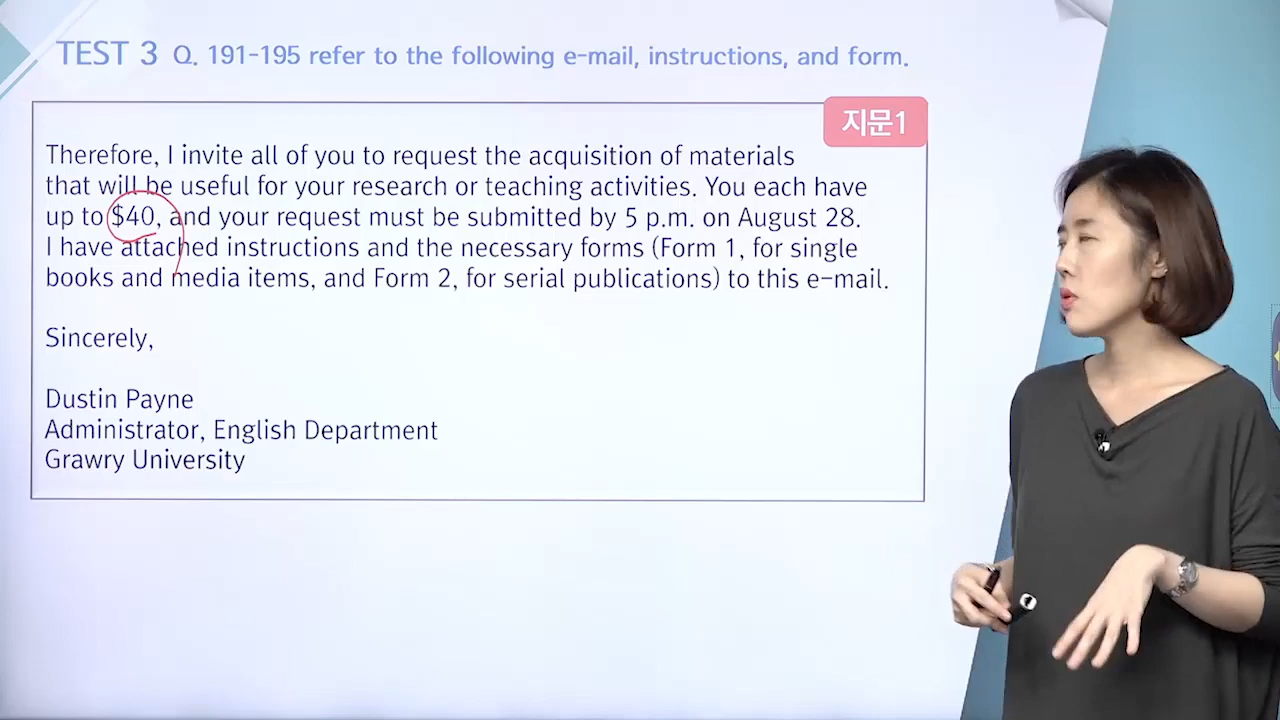 TEST 3 Q. 191-195 refer to the following e-mail, instructions, and form.
지문1
Therefore, I invite all of you to request the acquisition of materials
that will be useful for your research or teaching activities. You each have
up to $40, and your request must be submitted by 5 p.m. on August 28.
I have attached instructions and the necessary forms (Form 1, for single
books and media items, and Form 2, for serial publications) to this e-mail.
Sincerely,
Dustin Payne
Administrator, English Department
Grawry University